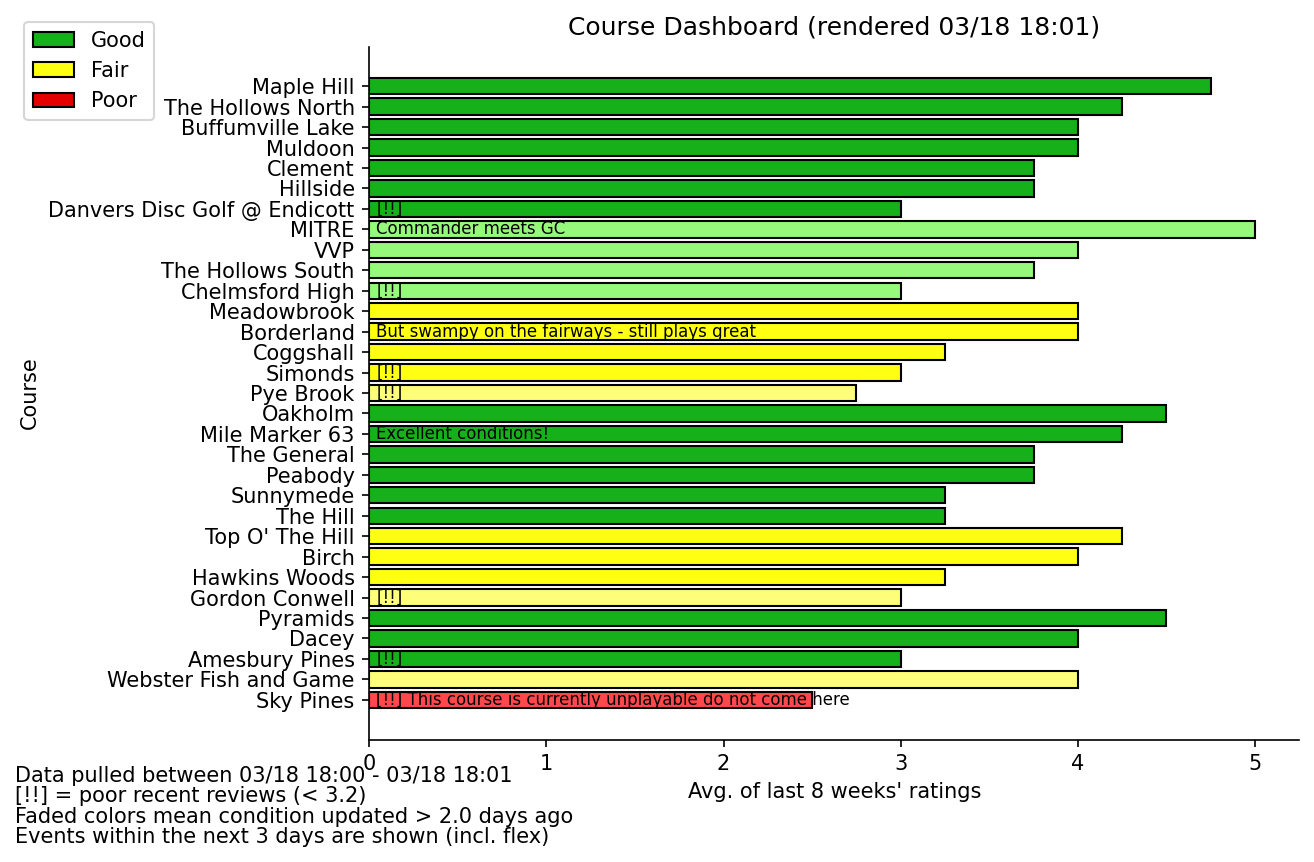 Course Dashboard (rendered 03/18 18:01)
Good
Fair
Poor
Course
Maple Hill
The Hollows North
Buffumville Lake
Muldoon
Clement
Hillside
Danvers Disc Golf @ Endicott [!!]
MITRE Commander meets GC
VVP
The Hollows South
Chelmsford High [!!]
Meadowbrook
Borderland But swampy on the fairways - still plays great
Coggshall
Simonds [!!]
Pye Brook [!!]
Oakholm
Mile Marker 63 Excellent conditions!
The General
Peabody
Sunnymede
The Hill
Top O' The Hill
Birch
Hawkins Woods
Gordon Conwell [!!]
Pyramids
Dacey
Amesbury Pines [!!]
Webster Fish and Game
Sky Pines [!!] This course is currently unplayable do not come here
0 1 2 3 4 5
Avg. of last 8 weeks' ratings
Data pulled between 03/18 18:00 - 03/18 18:01
[!!] = poor recent reviews (< 3.2)
Faded colors mean condition updated > 2.0 days ago
Events within the next 3 days are shown (incl. flex)